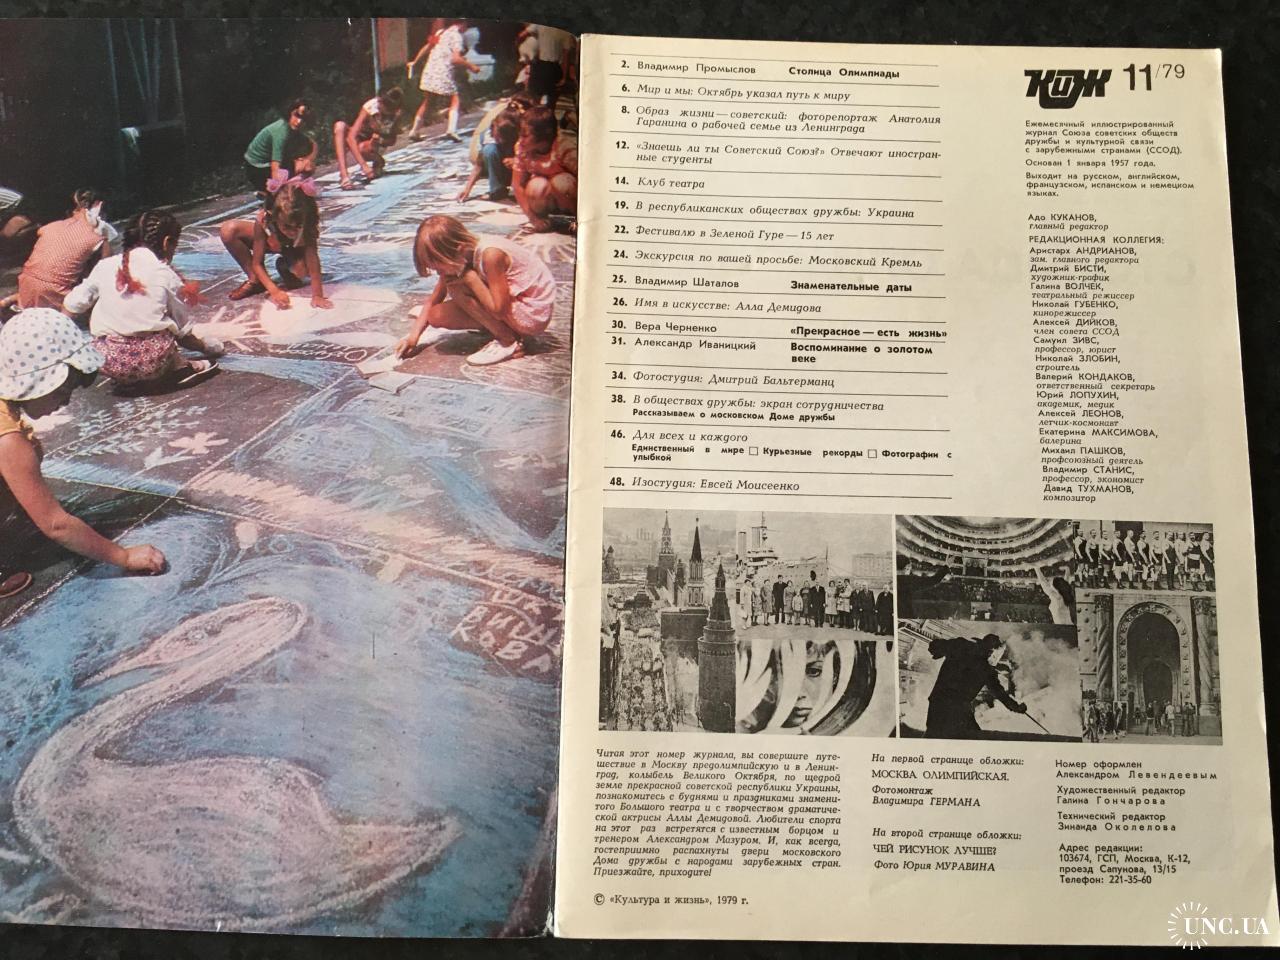 КИЖ 11/79
2. Владимир Промыслов Столица Олимпиады
6. Мир и мы: Октябрь указал путь к миру
8. Образ жизни — советский: фоторепортаж Анатолия
Гаранина о рабочей семье из Ленинграда
12. «Знаешь ли ты Советский Союз?» Отвечают иностран-
ные студенты
14. Клуб театра
19. В республиканских обществах дружбы: Украина
22. Фестивалю в Зеленой Гуре — 15 лет
24. Экскурсия по вашей просьбе: Московский Кремль
25. Владимир Шаталов Знаменательные даты
26. Имя в искусстве: Алла Демидова
30. Вера Черненко «Прекрасное — есть жизнь»
31. Александр Иваницкий Воспоминание о золотом
веке
34. Фотостудия: Дмитрий Бальтерманц
38. В обществах дружбы: экран сотрудничества
Рассказываем о московском Доме дружбы
46. Для всех и каждого
Единственный в мире □ Курьезные рекорды □ Фотографии с
улыбкой
48. Изостудия: Евсей Моисеенко
Ежемесячный иллюстрированный
журнал Союза советских обществ
дружбы и культурной связи
с зарубежными странами (ССОД).
Основан 1 января 1957 года.
Выходит на русском, английском,
французском, испанском и немецком
языках.
Адо КУКАНОВ,
главный редактор
РЕДАКЦИОННАЯ КОЛЛЕГИЯ:
Аристарх АНДРИАНОВ,
зам. главного редактора
Дмитрий БИСТИ,
художник-график
Галина ВОЛЧЕК,
театральный режиссер
Николай ГУБЕНКО,
кинорежиссер
Алексей ДИЙКОВ,
член совета ССОД
Самуил ЗИВС,
профессор, юрист
Николай ЗЛОБИН,
строитель
Валерий КОНДАКОВ,
ответственный секретарь
Юрий ЛОПУХИН,
академик, медик
Алексей ЛЕОНОВ,
летчик-космонавт
Екатерина МАКСИМОВА,
балерина
Михаил ПАШКОВ,
профсоюзный деятель
Владимир СТАНИС,
профессор, экономист
Давид ТУХМАНОВ,
композитор
Читая этот номер журнала, вы совершите путе-
шествие в Москву предолимпийскую и в Ленин-
град, колыбель Великого Октября, по щедрой
земле прекрасной советской республики Украины,
познакомитесь с буднями и праздниками знамени-
того Большого театра и с творчеством драматиче-
ской актрисы Аллы Демидовой. Любители спорта
на этот раз встретятся с известным борцом и
тренером Александром Мазуром. И, как всегда,
гостеприимно распахнуты двери московского
Дома дружбы с народами зарубежных стран.
Приезжайте, приходите!
© «Культура и жизнь», 1979 г.
На первой странице обложки:
МОСКВА ОЛИМПИЙСКАЯ.
Фотомонтаж
Владимира ГЕРМАНА
На второй странице обложки:
ЧЕЙ РИСУНОК ЛУЧШЕ?
Фото Юрия МУРАВИНА
Номер оформлен
Александром Левендеевым
Художественный редактор
Галина Гончарова
Технический редактор
Зинаида Околелова
Адрес редакции:
103674, ГСП, Москва, К-12,
проезд Сапунова, 13/15
Телефон: 221-35-60
UNC.UA